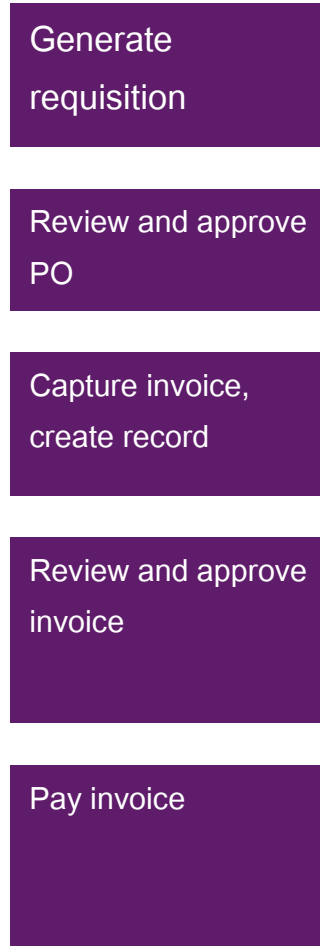 Generate
requisition
Review and approve
PO
Capture invoice,
create record
Review and approve
invoice
Pay invoice